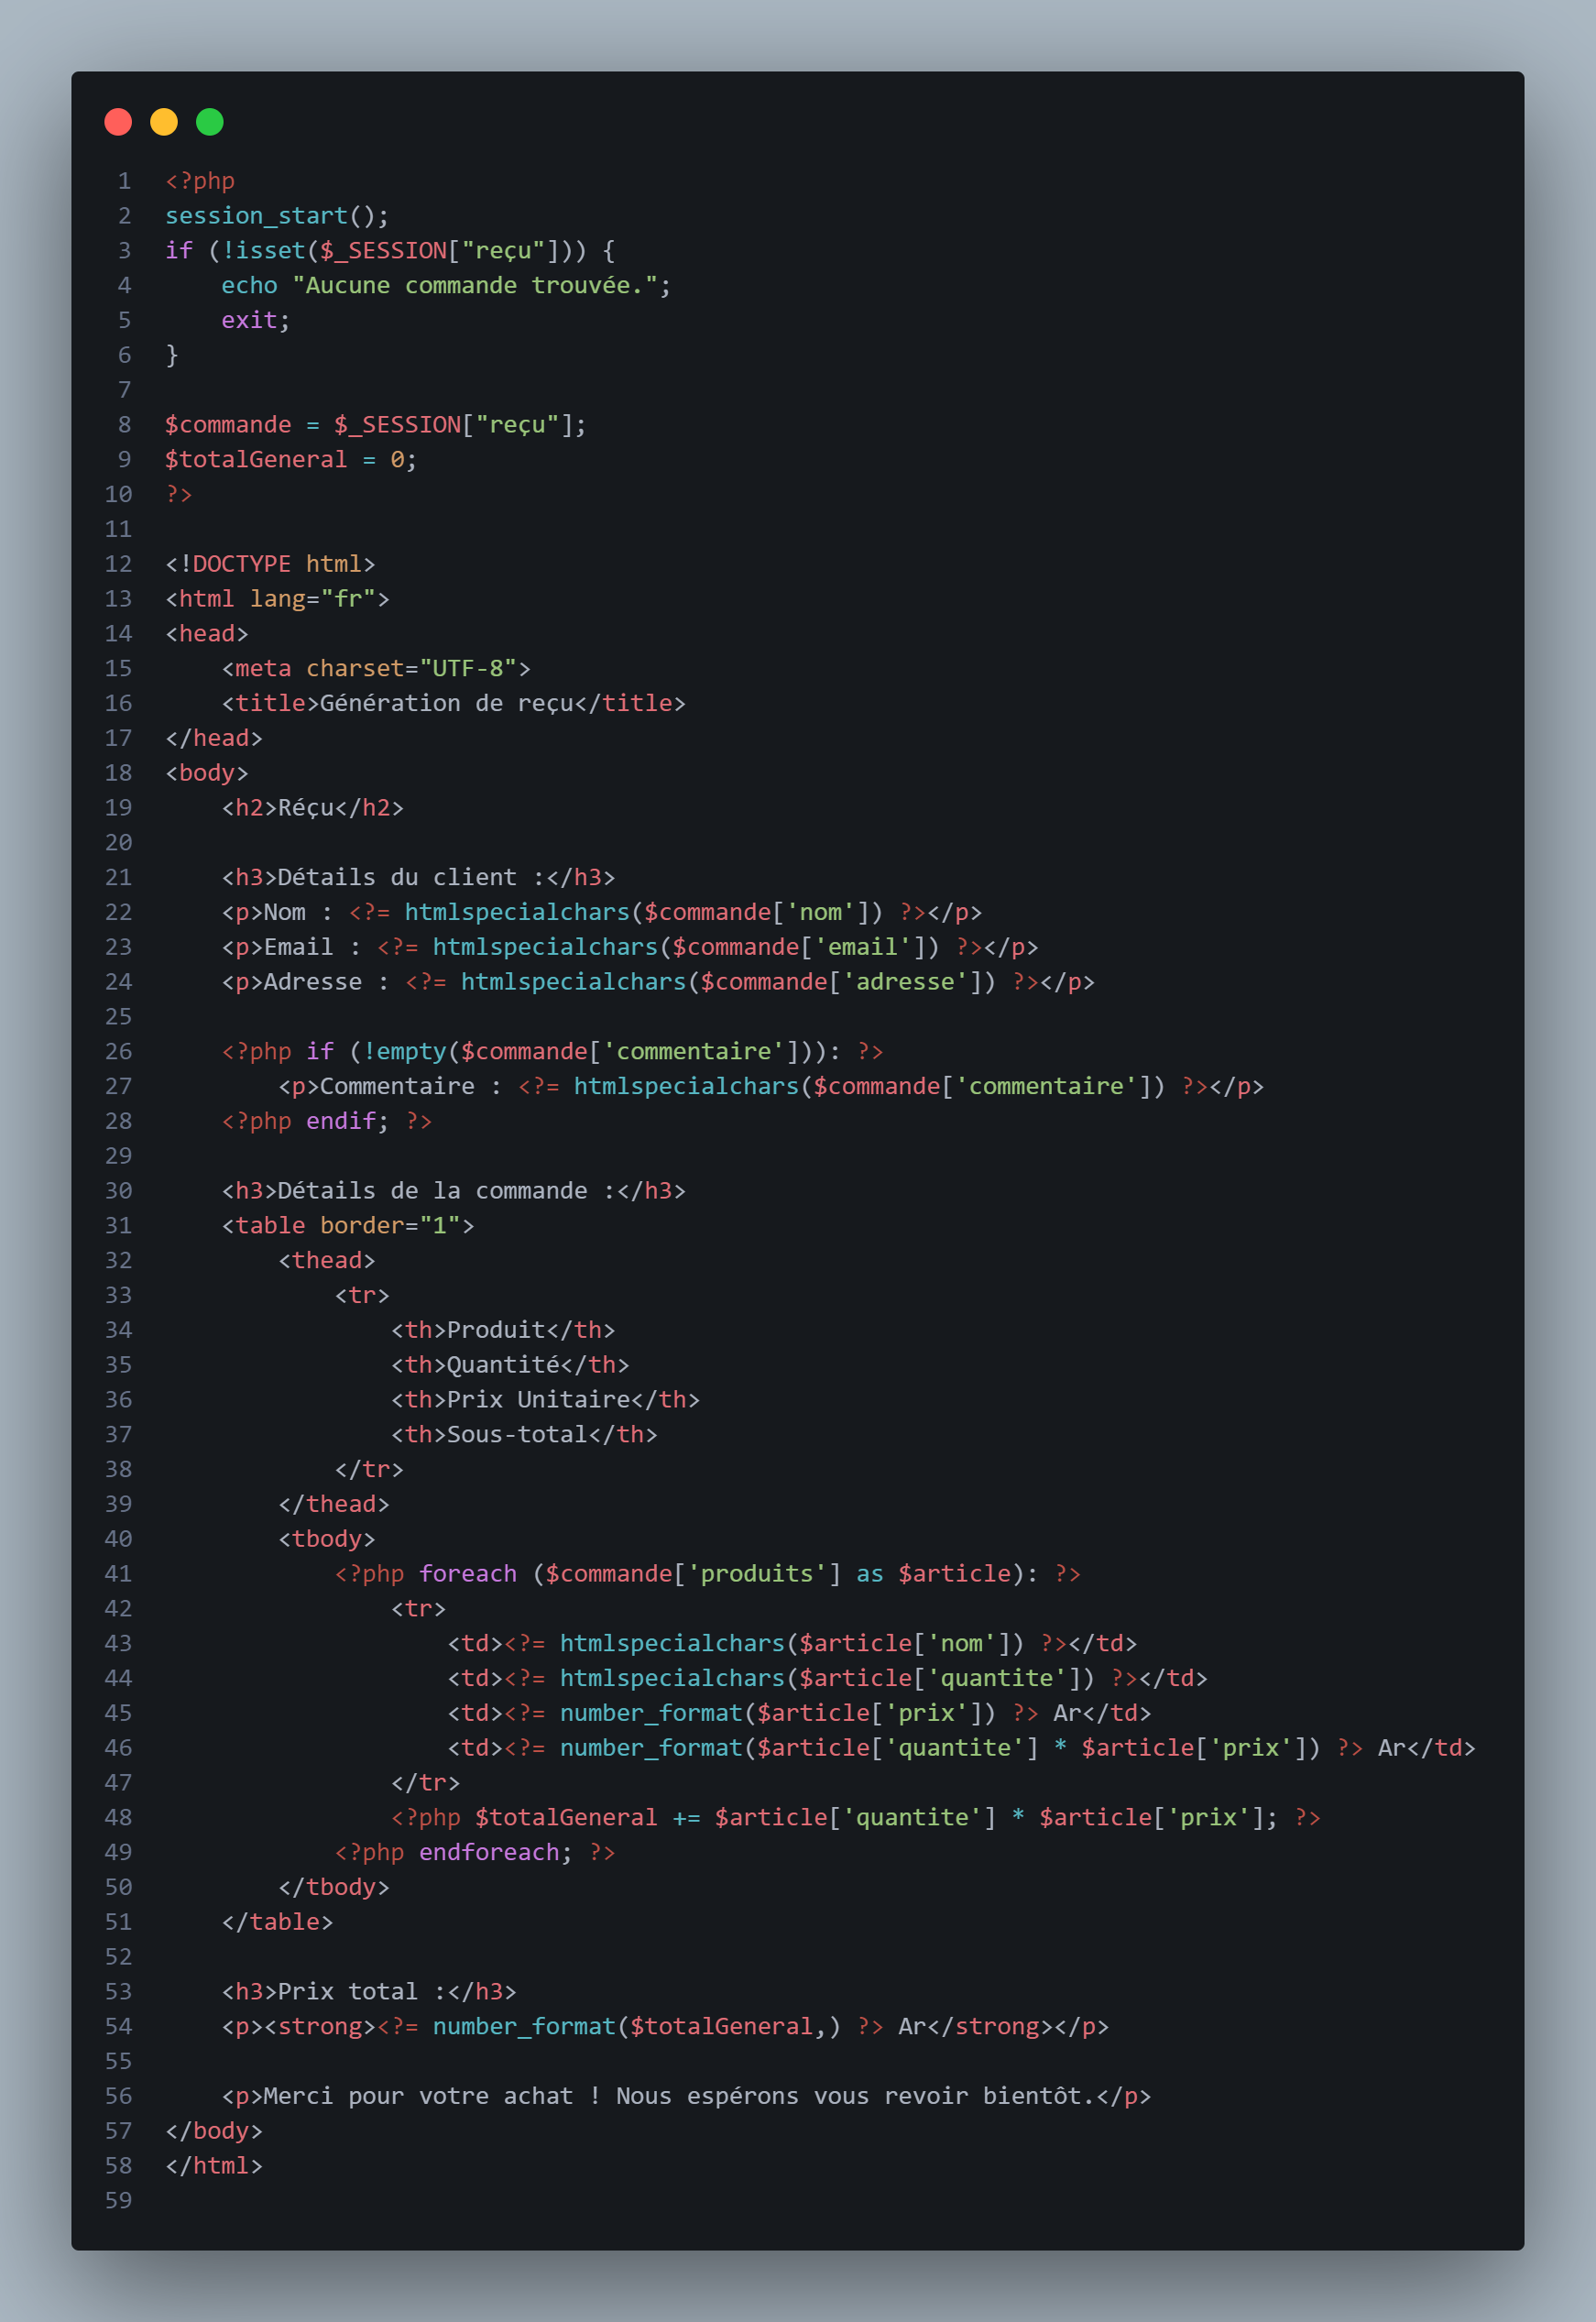 1 <?php
2 session_start();
3 if (!isset($_SESSION["reçu"])) {
4     echo "Aucune commande trouvée.";
5     exit;
6 }
7
8 $commande = $_SESSION["reçu"];
9 $totalGeneral = 0;
10 ?>
11
12 <!DOCTYPE html>
13 <html lang="fr">
14 <head>
15     <meta charset="UTF-8">
16     <title>Génération de reçu</title>
17 </head>
18 <body>
19     <h2>Réçu</h2>
20
21     <h3>Détails du client :</h3>
22     <p>Nom : <?= htmlspecialchars($commande['nom']) ?></p>
23     <p>Email : <?= htmlspecialchars($commande['email']) ?></p>
24     <p>Adresse : <?= htmlspecialchars($commande['adresse']) ?></p>
25
26     <?php if (!empty($commande['commentaire'])): ?>
27         <p>Commentaire : <?= htmlspecialchars($commande['commentaire']) ?></p>
28     <?php endif; ?>
29
30     <h3>Détails de la commande :</h3>
31     <table border="1">
32         <thead>
33             <tr>
34                 <th>Produit</th>
35                 <th>Quantité</th>
36                 <th>Prix Unitaire</th>
37                 <th>Sous-total</th>
38             </tr>
39         </thead>
40         <tbody>
41             <?php foreach ($commande['produits'] as $article): ?>
42                 <tr>
43                     <td><?= htmlspecialchars($article['nom']) ?></td>
44                     <td><?= htmlspecialchars($article['quantite']) ?></td>
45                     <td><?= number_format($article['prix']) ?> Ar</td>
46                     <td><?= number_format($article['quantite'] * $article['prix']) ?> Ar</td>
47                 </tr>
48                 <?php $totalGeneral += $article['quantite'] * $article['prix']; ?>
49             <?php endforeach; ?>
50         </tbody>
51     </table>
52
53     <h3>Prix total :</h3>
54     <p><strong><?= number_format($totalGeneral,) ?> Ar</strong></p>
55
56     <p>Merci pour votre achat ! Nous espérons vous revoir bientôt.</p>
57 </body>
58 </html>
59